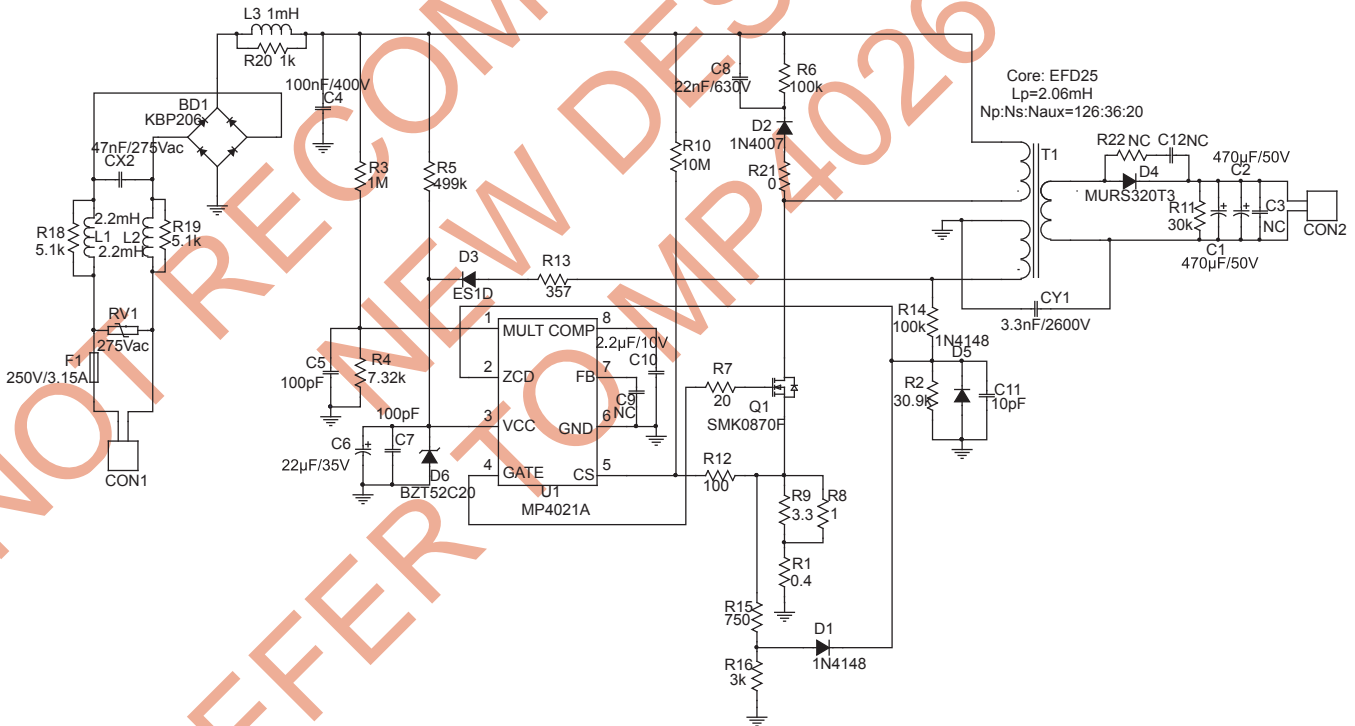 L3 1mH
R20 1k
100nF/400V
C4
BD1
KBP206
47nF/275Vac
CX2
R18
5.1k
2.2mH
L1
L2
2.2mH
R19
5.1k
RV1
275Vac
F1
250V/3.15A
CON1
R3
1M
R5
499k
C8
22nF/630V
R6
100k
D2
1N4007
R10
10M
R21
0
Core: EFD25
Lp=2.06mH
Np:Ns:Naux=126:36:20
T1
R22 NC
C12NC
D4
MURS320T3
470µF/50V
C2
R11
30k
C1
470µF/50V
C3
NC
CON2
D3
ES1D
R13
357
CY1
3.3nF/2600V
R14
100k
1N4148
D5
R2
30.9k
C11
10pF
C5
100pF
R4
7.32k
1
MULT COMP
8
2.2µF/10V
C10
2
ZCD
FB
7
C9
NC
3
VCC
GND
6
4
GATE
CS
5
U1
MP4021A
100pF
C6
22µF/35V
C7
D6
BZT52C20
R7
20
Q1
SMK0870F
R12
100
R9
3.3
R8
1
R1
0.4
R15
750
D1
1N4148
R16
3k
NOT RECOM
NEW DES
REFER TO MP4026